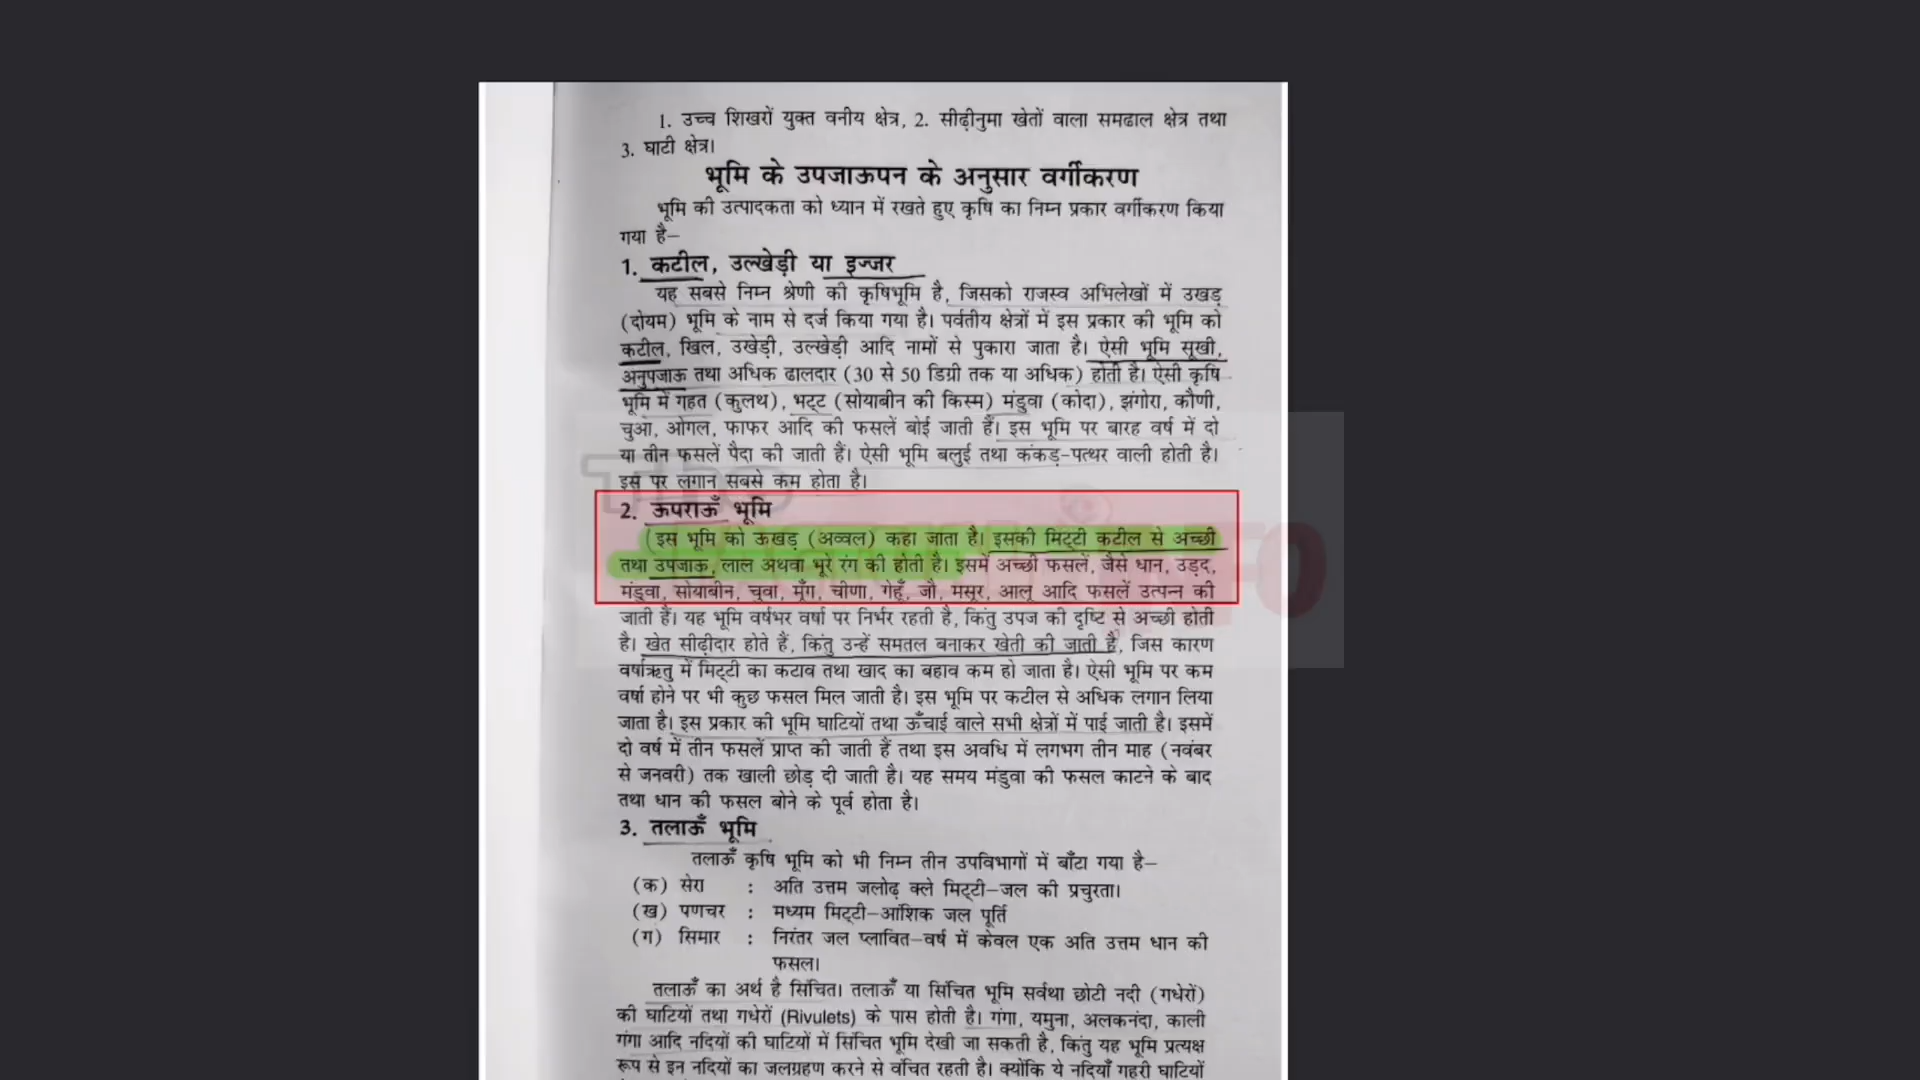 1. उच्च शिखरों युक्त वनीय क्षेत्र, 2. सीढ़ीनुमा खेतों वाला समढाल क्षेत्र तथा
3. घाटी क्षेत्र।
भूमि के उपजाऊपन के अनुसार वर्गीकरण
भूमि की उत्पादकता को ध्यान में रखते हुए कृषि का निम्न प्रकार वर्गीकरण किया
गया है–
1. कटील, उल्खेड़ी या इज्जर
यह सबसे निम्न श्रेणी की कृषिभूमि है, जिसको राजस्व अभिलेखों में उखड़
(दोयम) भूमि के नाम से दर्ज किया गया है। पर्वतीय क्षेत्रों में इस प्रकार की भूमि को
कटील, खिल, उखेड़ी, उल्खेड़ी आदि नामों से पुकारा जाता है। ऐसी भूमि सूखी,
अनुपजाऊ तथा अधिक ढालदार (30 से 50 डिग्री तक या अधिक) होती है। ऐसी कृषि
भूमि में गहत (कुलथ), भट्ट (सोयाबीन की किस्म) मंडुवा (कोदा), झंगोरा, कौणी,
चुआ, ओगल, फाफर आदि की फसलें बोई जाती हैं। इस भूमि पर बारह वर्ष में दो
या तीन फसलें पैदा की जाती हैं। ऐसी भूमि बलुई तथा कंकड़-पत्थर वाली होती है।
इस पर लगान सबसे कम होता है।
2. ऊपराऊँ भूमि
(इस भूमि को ऊखड़ (अव्वल) कहा जाता है। इसकी मिट्टी कटील से अच्छी
तथा उपजाऊ, लाल अथवा भूरे रंग की होती है। इसमें अच्छी फसलें, जैसे धान, उड़द,
मंडुवा, सोयाबीन, चुवा, मूँग, चीणा, गेहूँ, जौ, मसूर, आलू आदि फसलें उत्पन्न की
जाती हैं। यह भूमि वर्षभर वर्षा पर निर्भर रहती है, किंतु उपज की दृष्टि से अच्छी होती
है। खेत सीढ़ीदार होते हैं, किंतु उन्हें समतल बनाकर खेती की जाती है, जिस कारण
वर्षाऋतु में मिट्टी का कटाव तथा खाद का बहाव कम हो जाता है। ऐसी भूमि पर कम
वर्षा होने पर भी कुछ फसल मिल जाती है। इस भूमि पर कटील से अधिक लगान लिया
जाता है। इस प्रकार की भूमि घाटियों तथा ऊँचाई वाले सभी क्षेत्रों में पाई जाती है। इसमें
दो वर्ष में तीन फसलें प्राप्त की जाती हैं तथा इस अवधि में लगभग तीन माह (नवंबर
से जनवरी) तक खाली छोड़ दी जाती है। यह समय मंडुवा की फसल काटने के बाद
तथा धान की फसल बोने के पूर्व होता है।
3. तलाऊँ भूमि
तलाऊँ कृषि भूमि को भी निम्न तीन उपविभागों में बाँटा गया है–
(क) सेरा : अति उत्तम जलोढ़ क्ले मिट्टी–जल की प्रचुरता।
(ख) पणचर : मध्यम मिट्टी–आंशिक जल पूर्ति
(ग) सिमार : निरंतर जल प्लावित–वर्ष में केवल एक अति उत्तम धान की
फसल।
तलाऊँ का अर्थ है सिंचित। तलाऊँ या सिंचित भूमि सर्वथा छोटी नदी (गधेरों)
की घाटियों तथा गधेरों (Rivulets) के पास होती है। गंगा, यमुना, अलकनंदा, काली
गंगा आदि नदियों की घाटियों में सिंचित भूमि देखी जा सकती है, किंतु यह भूमि प्रत्यक्ष
रूप से इन नदियों का जलग्रहण करने से वंचित रहती है। क्योंकि ये नदियाँ गहरी घाटियों